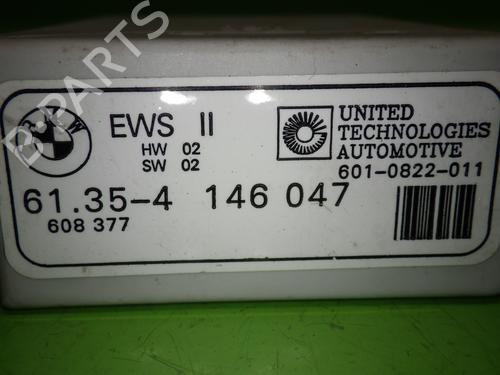 B-PARTS
BMW
EWS II
HW 02
SW 02
UNITED
TECHNOLOGIES
AUTOMOTIVE
601-0822-011
61.35-4 146 047
608 377